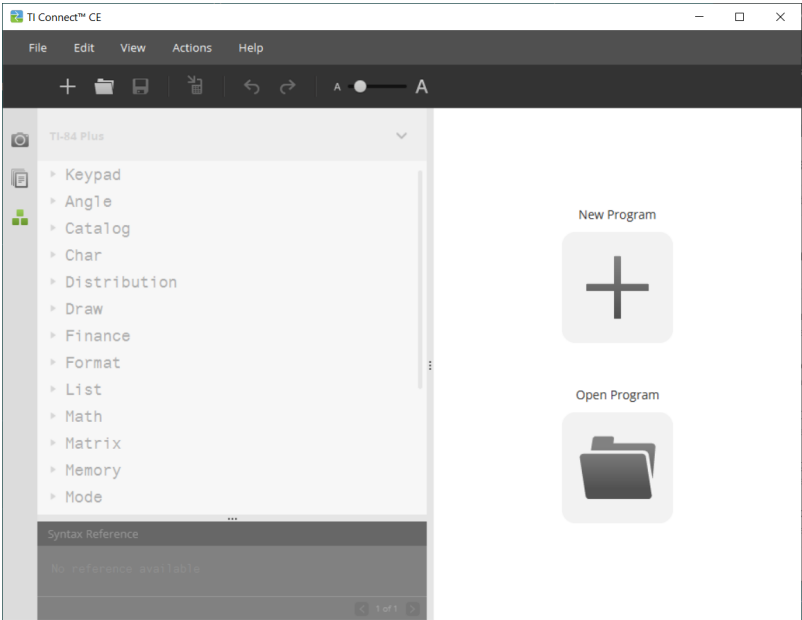 TI Connect™ CE
File Edit View Actions Help
A A
TI-84 Plus
Keypad
Angle
Catalog
Char
Distribution
Draw
Finance
Format
List
Math
Matrix
Memory
Mode
Syntax Reference
No reference available
1 of 1
New Program
Open Program